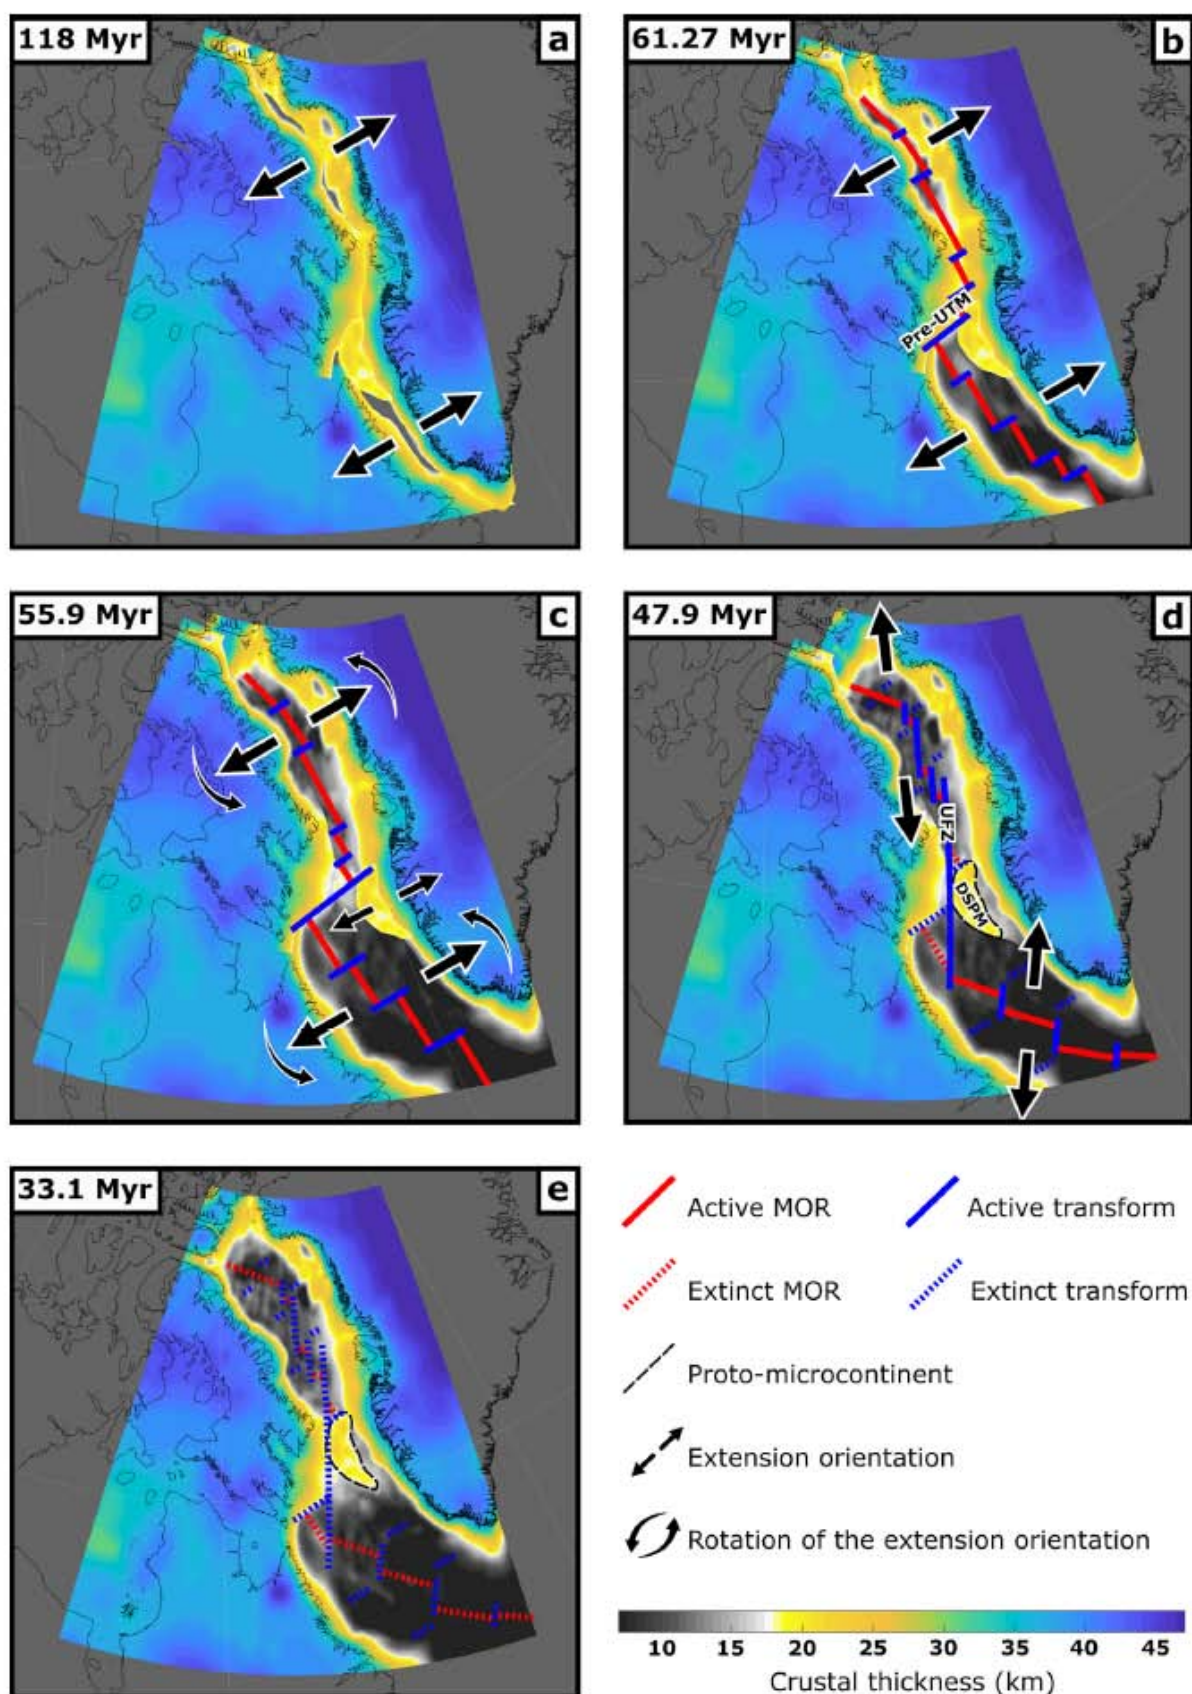 118 Myr
a
61.27 Myr
b
Pre-UTM
55.9 Myr
c
47.9 Myr
d
UFZ
DSPM
33.1 Myr
e
Active MOR
Active transform
Extinct MOR
Extinct transform
Proto-microcontinent
Extension orientation
Rotation of the extension orientation
10 15 20 25 30 35 40 45
Crustal thickness (km)